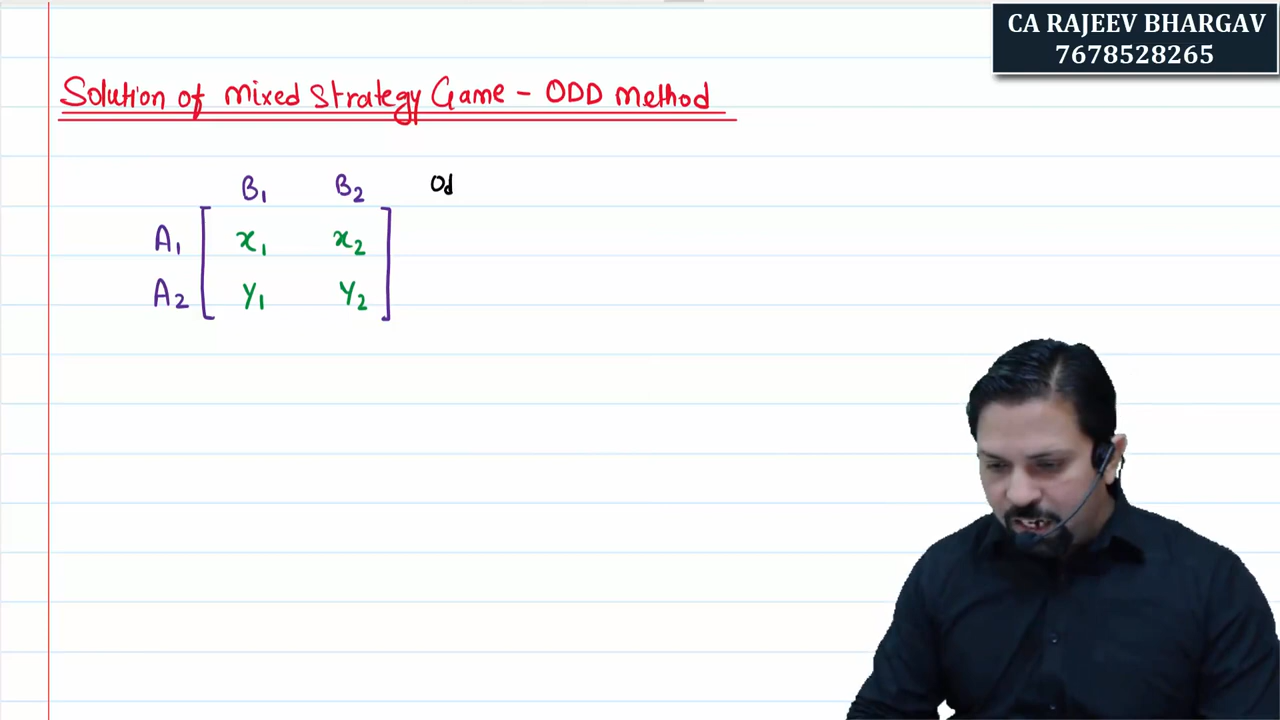 CA RAJEEV BHARGAV
7678528265
Solution of mixed Strategy Game - ODD method
B₁ B₂ Od
A₁ x₁ x₂
A₂ y₁ y₂